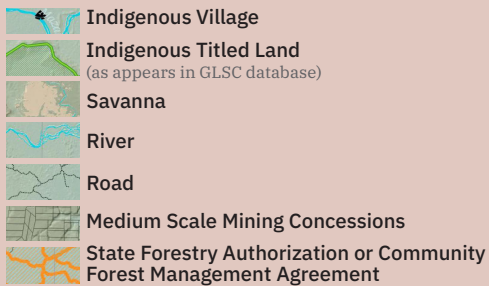 Indigenous Village
Indigenous Titled Land
(as appears in GLSC database)
Savanna
River
Road
Medium Scale Mining Concessions
State Forestry Authorization or Community
Forest Management Agreement